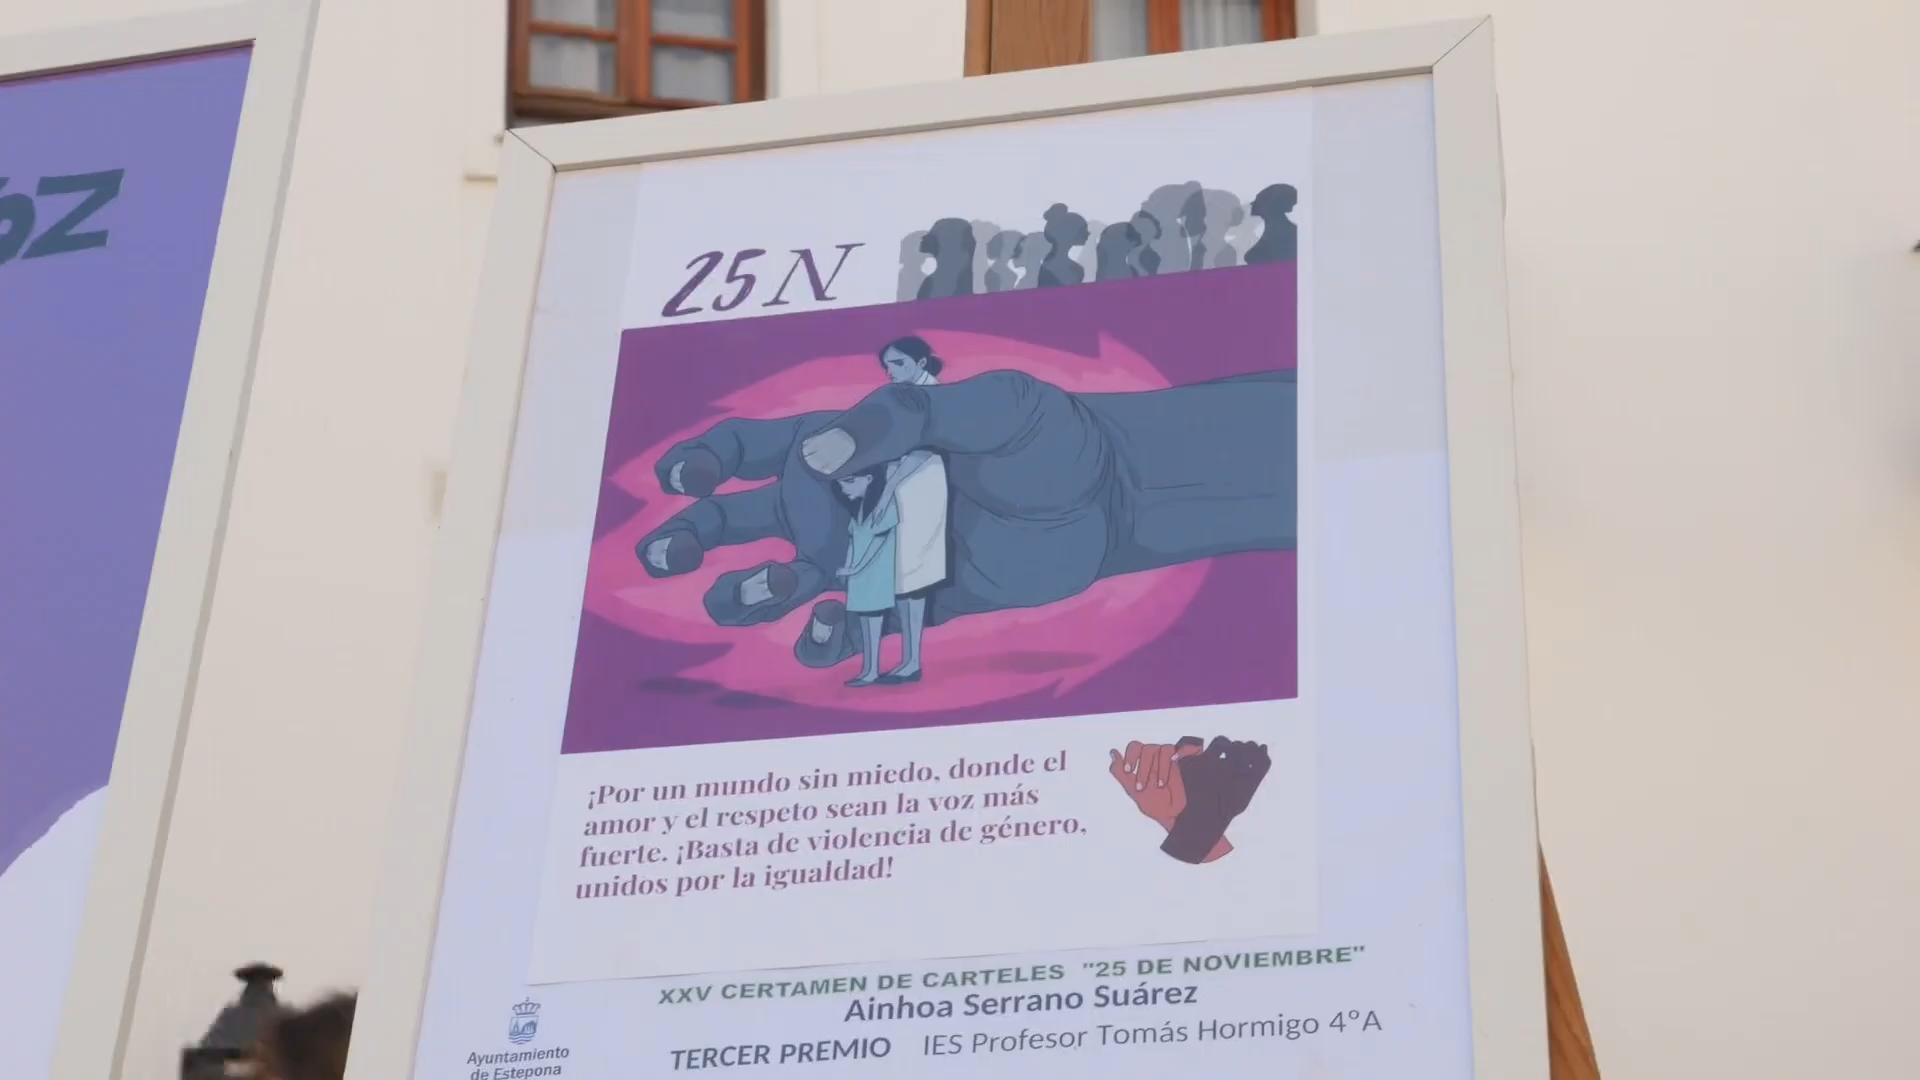 25 N
¡Por un mundo sin miedo, donde el
amor y el respeto sean la voz más
fuerte. ¡Basta de violencia de género,
unidos por la igualdad!
XXV CERTAMEN DE CARTELES "25 DE NOVIEMBRE"
Ainhoa Serrano Suárez
TERCER PREMIO IES Profesor Tomás Hormigo 4ºA
Ayuntamiento
de Estepona